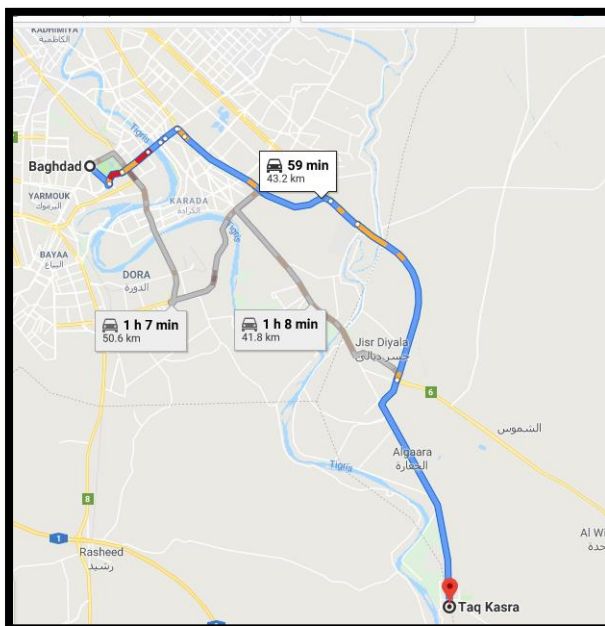 KADHIMIYA
الكاظمية
Tigris
Baghdad
59 min
43.2 km
YARMOUK
اليرموك
KARADA
الكرادة
Tigris
BAYAA
البياع
DORA
الدورة
1 h 7 min
50.6 km
1 h 8 min
41.8 km
Jisr Diyala
جسر ديالى
6
Algaara
الجعارة
الشموس
Tigris
8
1
Rasheed
رشيد
Al Wi
حدة
Taq Kasra